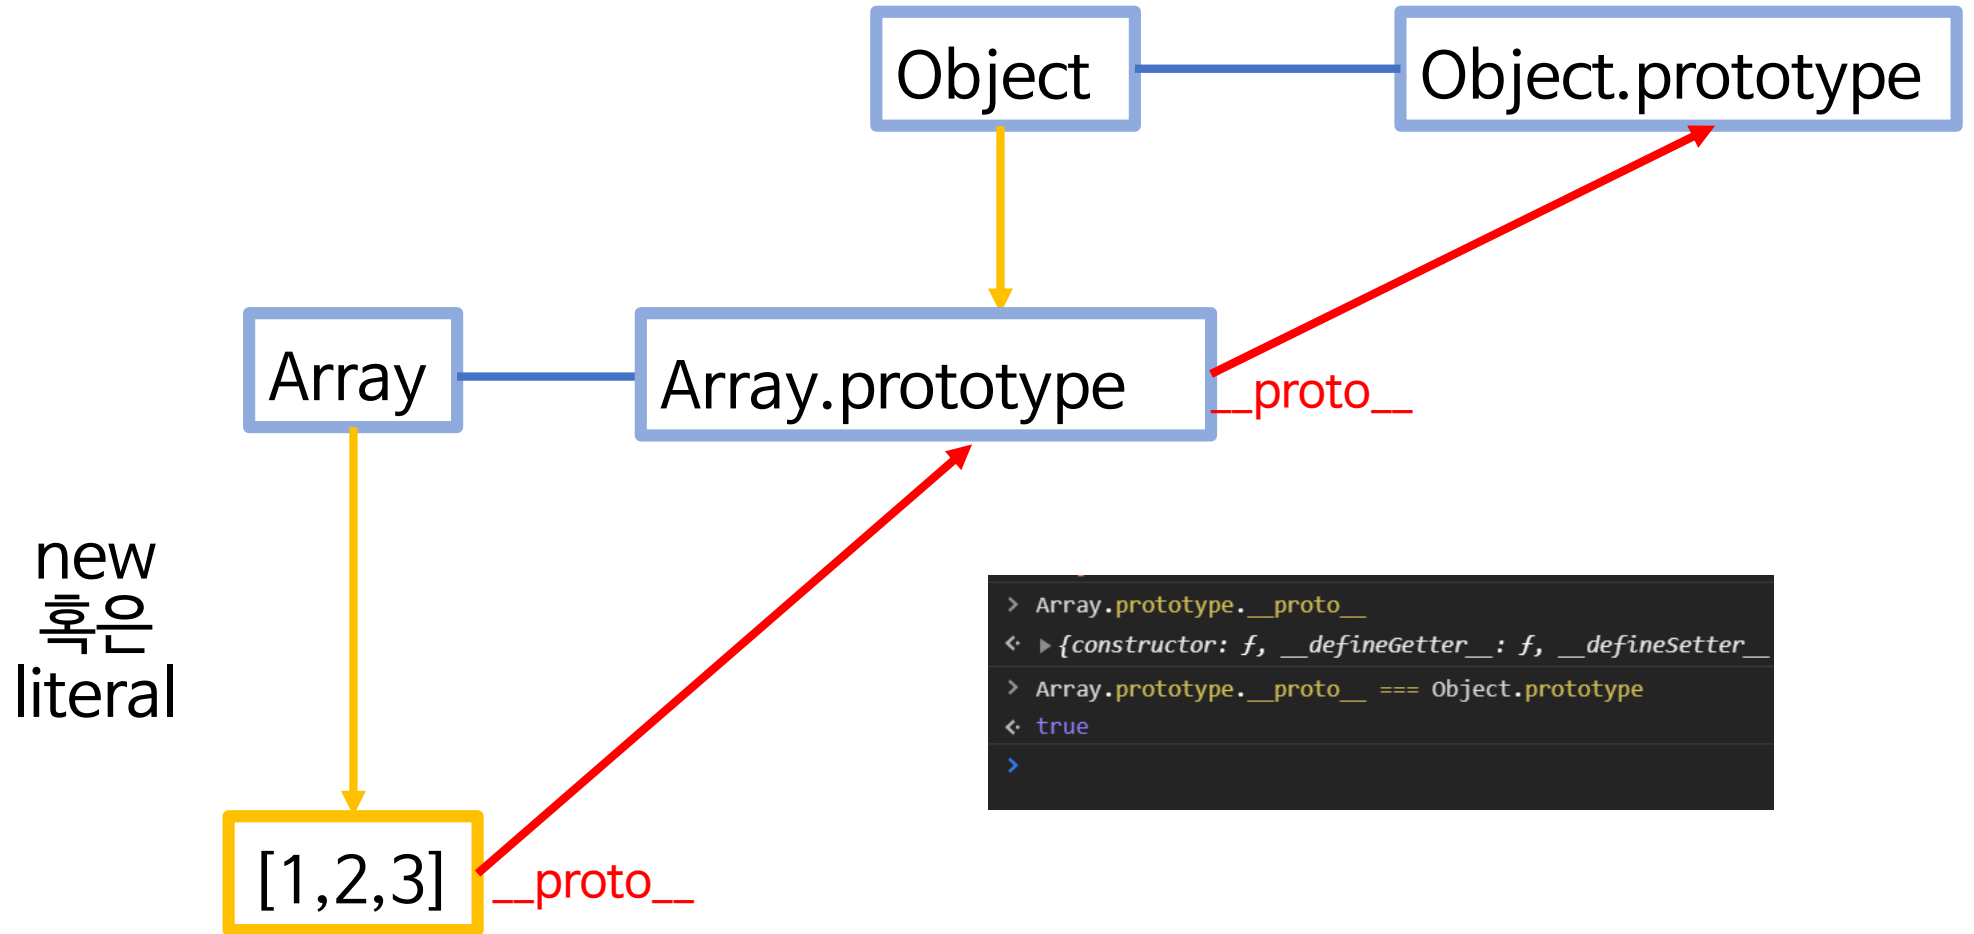 Object
Object.prototype
Array
Array.prototype
__proto__
new
혹은
literal
> Array.prototype.__proto__
<· ▶{constructor: ƒ, __defineGetter__: ƒ, __defineSetter__
> Array.prototype.__proto__ === Object.prototype
<· true
>
[1,2,3]
__proto__